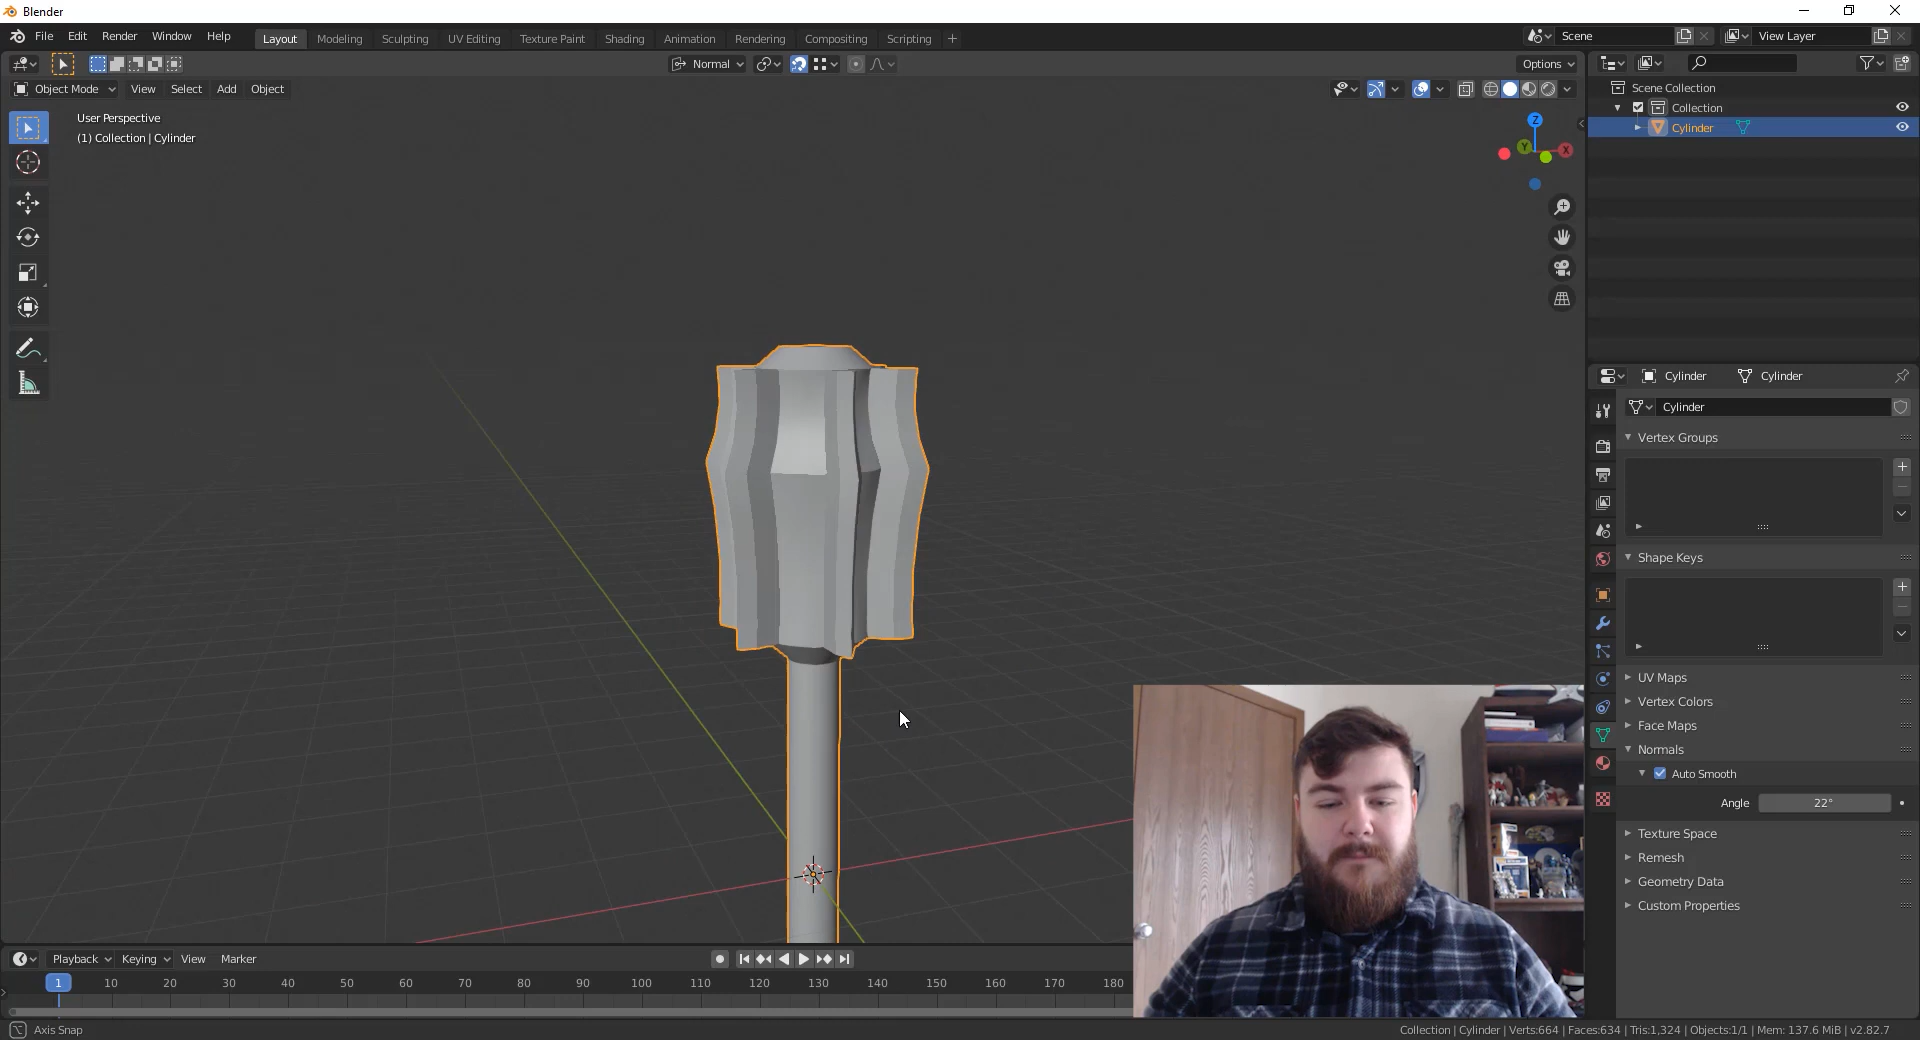 Blender
File Edit Render Window Help
Layout Modeling Sculpting UV Editing Texture Paint Shading Animation Rendering Compositing Scripting +
Scene
View Layer
Normal
Options
Object Mode View Select Add Object
User Perspective
(1) Collection | Cylinder
Z
Y
X
Scene Collection
Collection
Cylinder
Cylinder Cylinder
Cylinder
Vertex Groups
Shape Keys
UV Maps
Vertex Colors
Face Maps
Normals
Auto Smooth
Angle 22°
Texture Space
Remesh
Geometry Data
Custom Properties
Playback Keying View Marker
1 10 20 30 40 50 60 70 80 90 100 110 120 130 140 150 160 170 180
Axis Snap
Collection | Cylinder | Verts:664 | Faces:634 | Tris:1,324 | Objects:1/1 | Mem: 137.6 MiB | v2.82.7